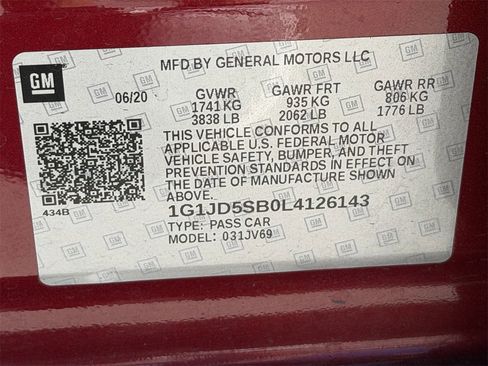 GM
MFD BY GENERAL MOTORS LLC
06/20
GVWR GAWR FRT GAWR RR
1741 KG 935 KG 806 KG
3838 LB 2062 LB 1776 LB
THIS VEHICLE CONFORMS TO ALL
APPLICABLE U.S. FEDERAL MOTOR
VEHICLE SAFETY, BUMPER, AND THEFT
PREVENTION STANDARDS IN EFFECT
ON THE DATE OF MANUFACTURE SHOWN
ABOVE.
434B
1G1JD5SB0L4126143
TYPE: PASS CAR
MODEL: 031JV69